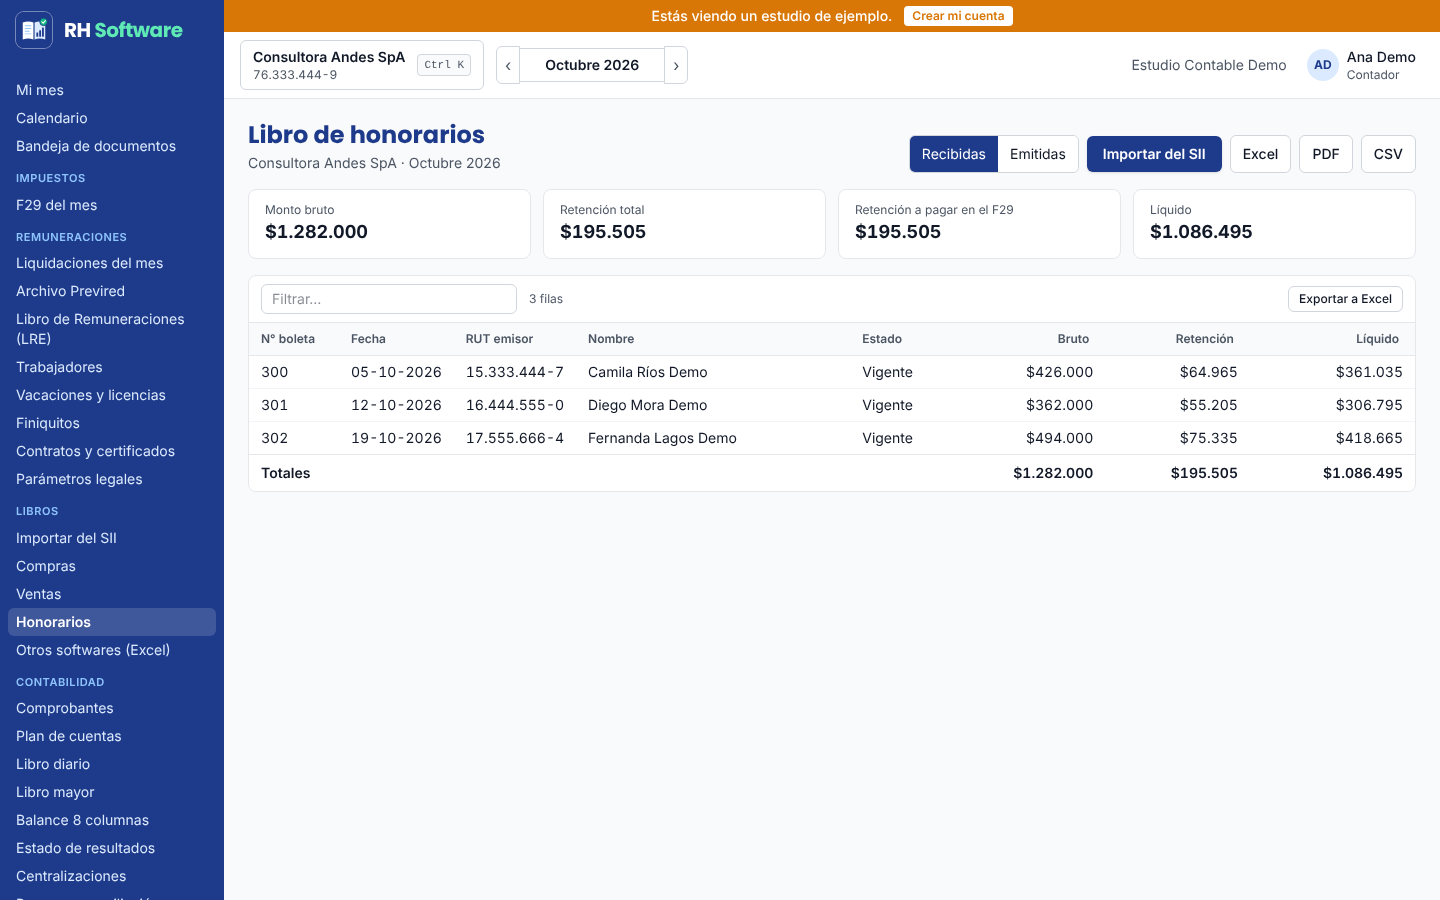 RH Software
Mi mes
Calendario
Bandeja de documentos
IMPUESTOS
F29 del mes
REMUNERACIONES
Liquidaciones del mes
Archivo Previred
Libro de Remuneraciones
(LRE)
Trabajadores
Vacaciones y licencias
Finiquitos
Contratos y certificados
Parámetros legales
LIBROS
Importar del SII
Compras
Ventas
Honorarios
Otros softwares (Excel)
CONTABILIDAD
Comprobantes
Plan de cuentas
Libro diario
Libro mayor
Balance 8 columnas
Estado de resultados
Centralizaciones
Estás viendo un estudio de ejemplo. Crear mi cuenta
Consultora Andes SpA
76.333.444-9
Ctrl K
‹ Octubre 2026 ›
Estudio Contable Demo
AD
Ana Demo
Contador
Libro de honorarios
Consultora Andes SpA · Octubre 2026
Recibidas Emitidas Importar del SII Excel PDF CSV
Monto bruto
$1.282.000
Retención total
$195.505
Retención a pagar en el F29
$195.505
Líquido
$1.086.495
Filtrar... 3 filas Exportar a Excel
N° boleta Fecha RUT emisor Nombre Estado Bruto Retención Líquido
300 05-10-2026 15.333.444-7 Camila Ríos Demo Vigente $426.000 $64.965 $361.035
301 12-10-2026 16.444.555-0 Diego Mora Demo Vigente $362.000 $55.205 $306.795
302 19-10-2026 17.555.666-4 Fernanda Lagos Demo Vigente $494.000 $75.335 $418.665
Totales $1.282.000 $195.505 $1.086.495